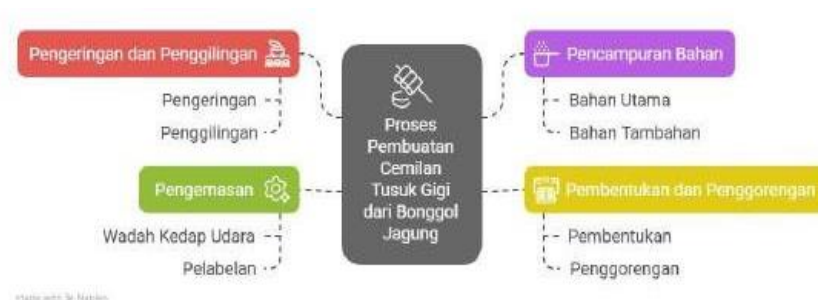 Pengeringan dan Penggilingan
Pengeringan
Penggilingan
Pengemasan
Wadah Kedap Udara
Pelabelan
Proses
Pembuatan
Cemilan
Tusuk Gigi
dari Bonggol
Jagung
Pencampuran Bahan
Bahan Utama
Bahan Tambahan
Pembentukan dan Penggorengan
Pembentukan
Penggorengan